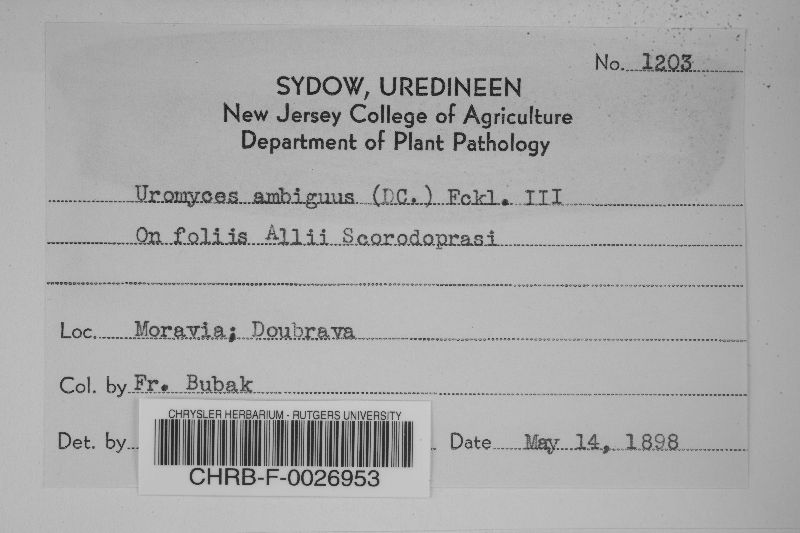 No. 1203
SYDOW, UREDINEEN
New Jersey College of Agriculture
Department of Plant Pathology
Uromyces ambiguus (DC.) Fckl. III
On foliis Allii Scorodoprasi
Loc. Moravia; Doubrava
Col. by Fr. Bubak
Det. by
Date May 14, 1898
CHRYSLER HERBARIUM - RUTGERS UNIVERSITY
CHRB-F-0026953